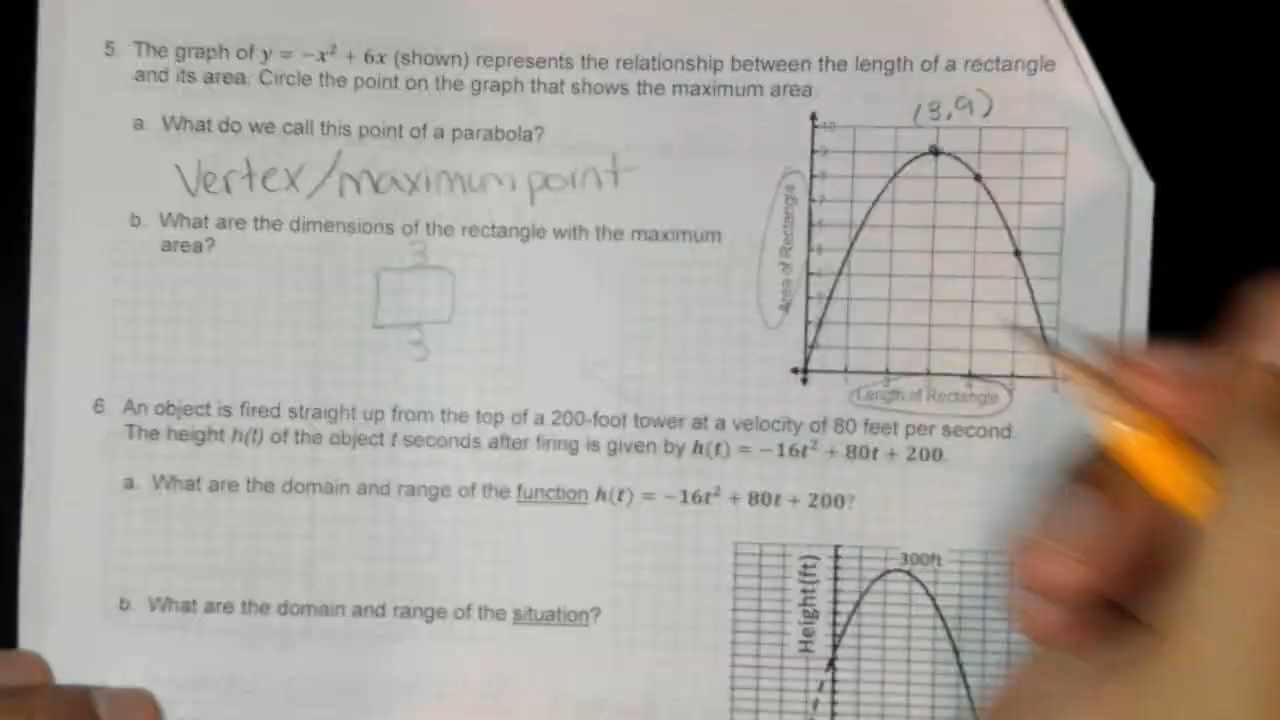 5. The graph of y = −x² + 6x (shown) represents the relationship between the length of a rectangle
and its area. Circle the point on the graph that shows the maximum area.
(3,9)
a. What do we call this point of a parabola?
Vertex/maximum point
b. What are the dimensions of the rectangle with the maximum
area?
3
3
10
Area of Rectangle
Length of Rectangle
6. An object is fired straight up from the top of a 200-foot tower at a velocity of 80 feet per second.
The height h(t) of the object t seconds after firing is given by h(t) = −16t² + 80t + 200.
a. What are the domain and range of the function h(t) = −16t² + 80t + 200?
300ft
Height(ft)
b. What are the domain and range of the situation?